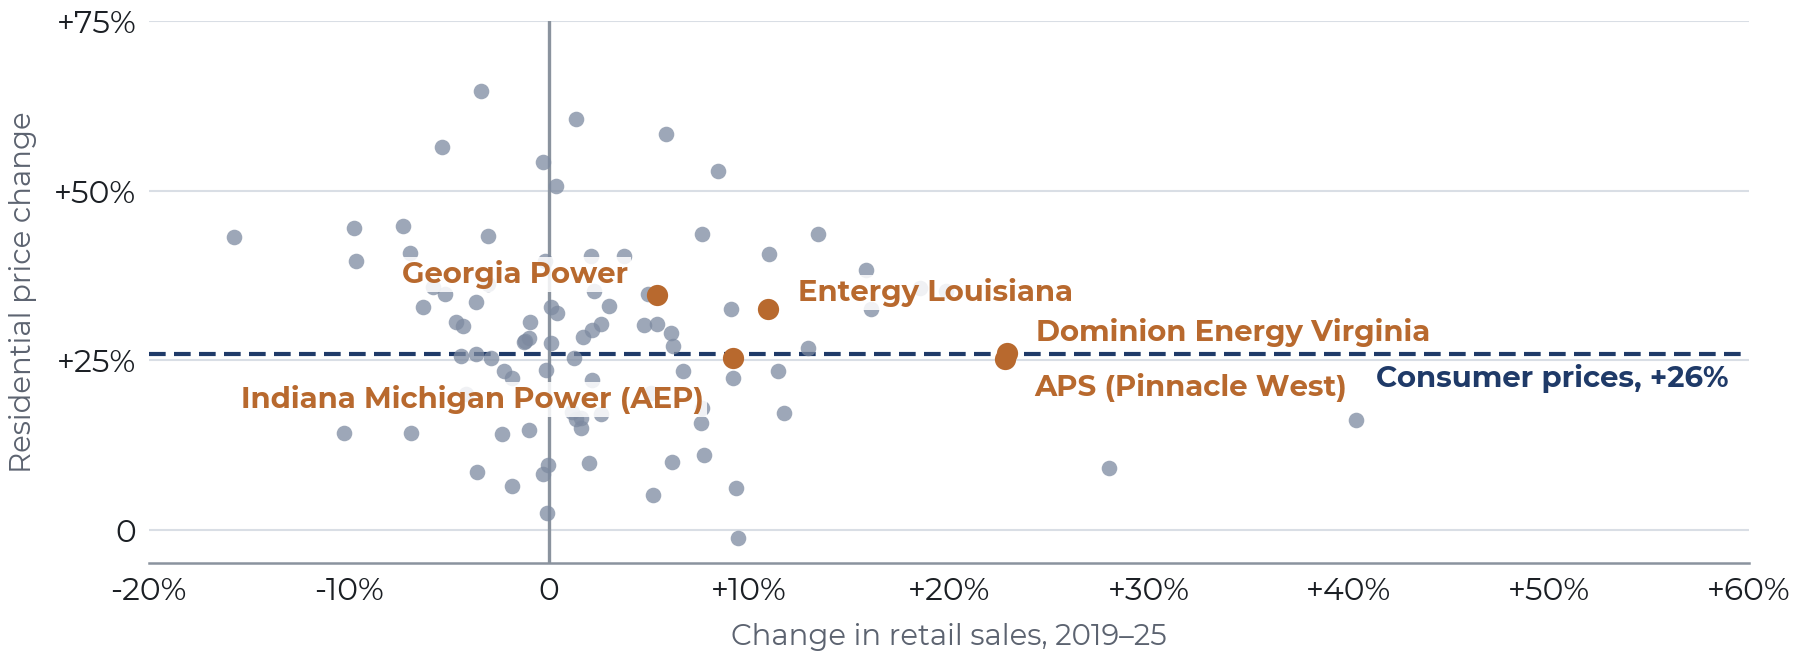 +75%
+50%
+25%
0
Residential price change
Georgia Power
Entergy Louisiana
Dominion Energy Virginia
APS (Pinnacle West)
Consumer prices, +26%
Indiana Michigan Power (AEP)
-20%
-10%
0
+10%
+20%
+30%
+40%
+50%
+60%
Change in retail sales, 2019–25